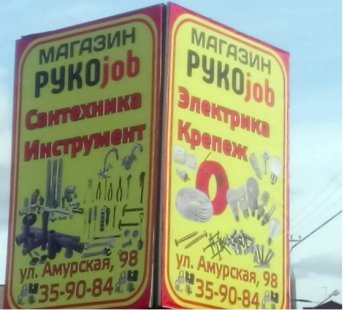 МАГАЗИН
РУКОjob
Сантехника
Инструмент
ул. Амурская, 98
35-90-84
МАГАЗИН
РУКОjob
Электрика
Крепеж
ул. Амурская, 98
35-90-84